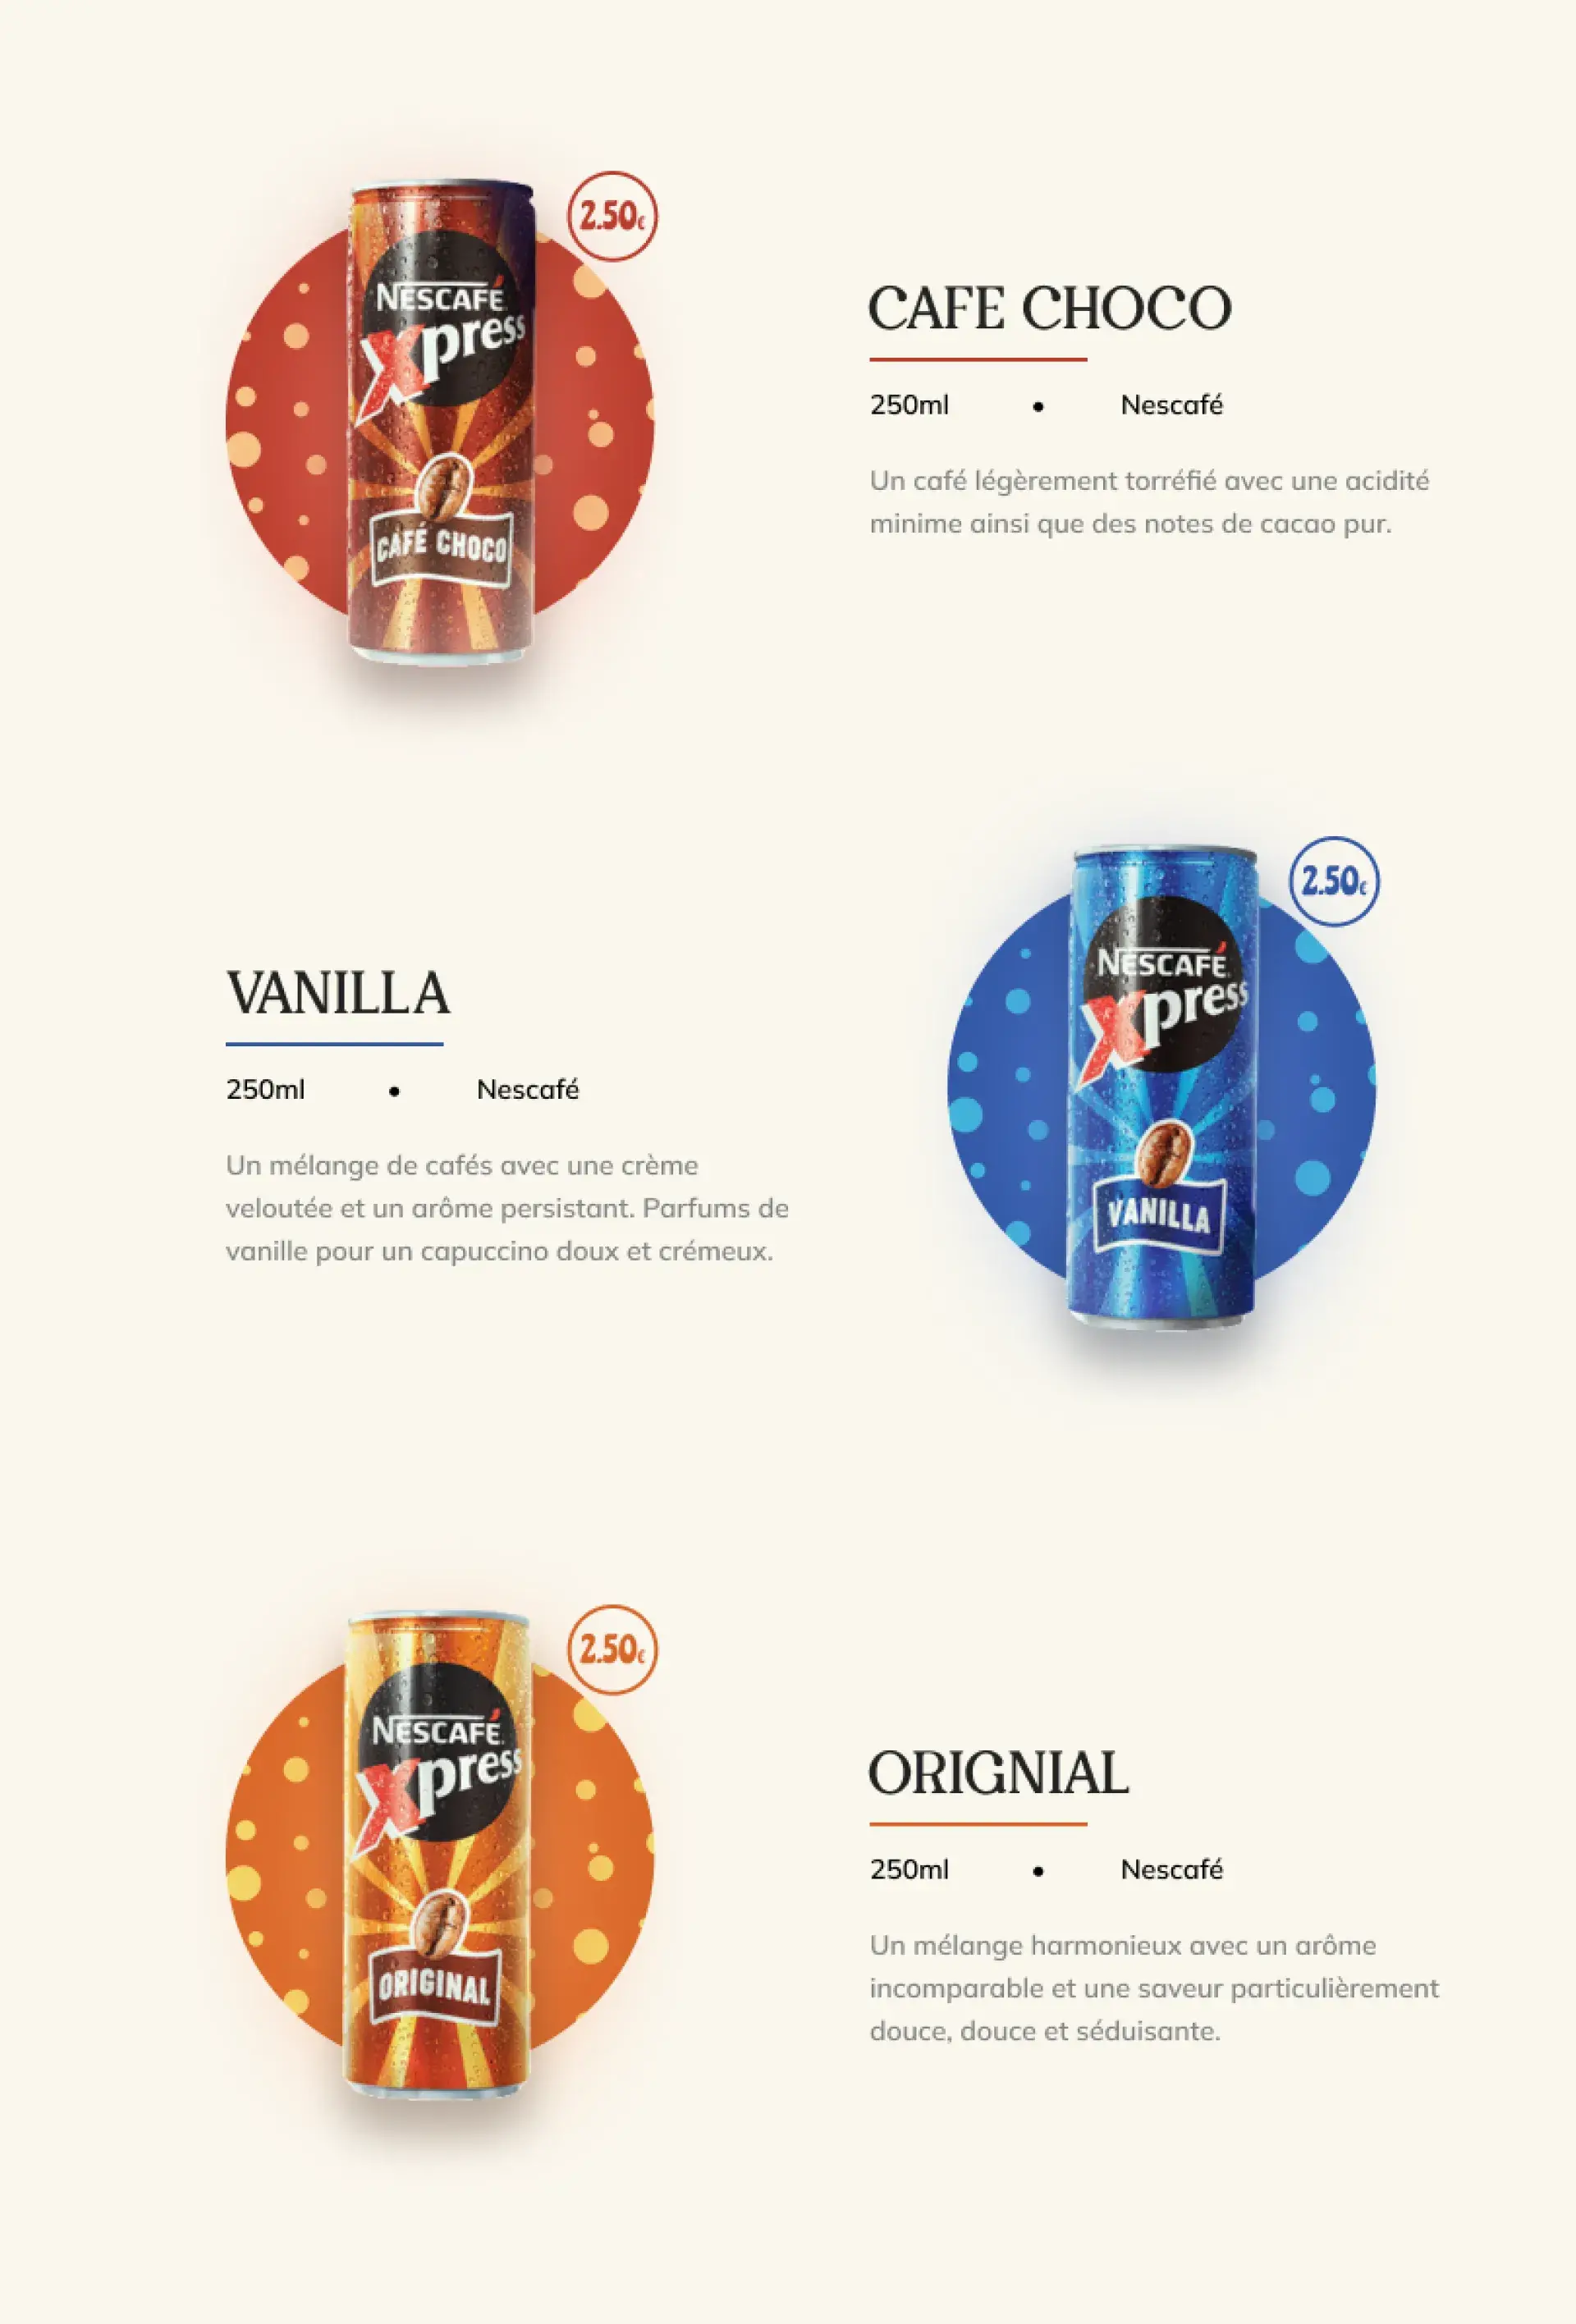 2.50€
NESCAFÉ
Xpress
CAFÉ CHOCO
CAFE CHOCO
250ml • Nescafé
Un café légèrement torréfié avec une acidité
minime ainsi que des notes de cacao pur.
VANILLA
250ml • Nescafé
Un mélange de cafés avec une crème
veloutée et un arôme persistant. Parfums de
vanille pour un capuccino doux et crémeux.
2.50€
NESCAFÉ
Xpress
VANILLA
2.50€
NESCAFÉ
Xpress
ORIGINAL
ORIGNIAL
250ml • Nescafé
Un mélange harmonieux avec un arôme
incomparable et une saveur particulièrement
douce, douce et séduisante.